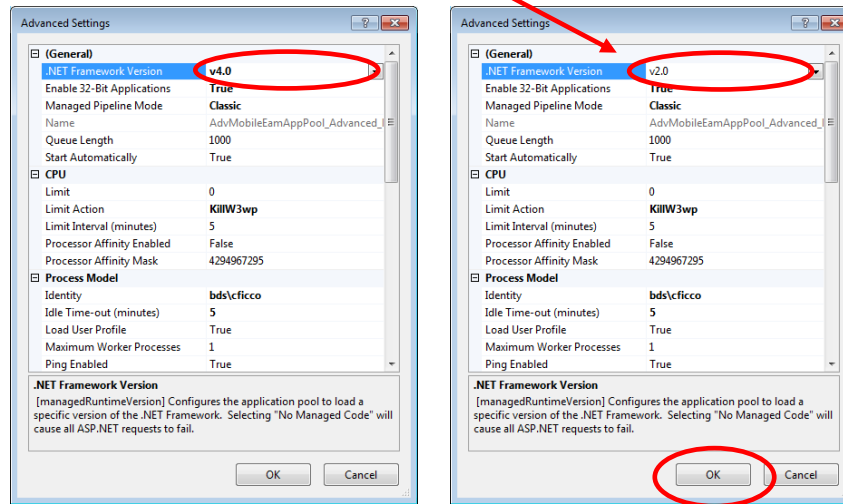 Advanced Settings
(General)
.NET Framework Version v4.0
Enable 32-Bit Applications True
Managed Pipeline Mode Classic
Name AdvMobileEamAppPool_Advanced_
Queue Length 1000
Start Automatically True
CPU
Limit 0
Limit Action KillW3wp
Limit Interval (minutes) 5
Processor Affinity Enabled False
Processor Affinity Mask 4294967295
Process Model
Identity bds\cficco
Idle Time-out (minutes) 5
Load User Profile True
Maximum Worker Processes 1
Ping Enabled True
.NET Framework Version
[managedRuntimeVersion] Configures the application pool to load a
specific version of the .NET Framework. Selecting "No Managed Code" will
cause all ASP.NET requests to fail.
OK Cancel
Advanced Settings
(General)
.NET Framework Version v2.0
Enable 32-Bit Applications True
Managed Pipeline Mode Classic
Name AdvMobileEamAppPool_Advanced_
Queue Length 1000
Start Automatically True
CPU
Limit 0
Limit Action KillW3wp
Limit Interval (minutes) 5
Processor Affinity Enabled False
Processor Affinity Mask 4294967295
Process Model
Identity bds\cficco
Idle Time-out (minutes) 5
Load User Profile True
Maximum Worker Processes 1
Ping Enabled True
.NET Framework Version
[managedRuntimeVersion] Configures the application pool to load a
specific version of the .NET Framework. Selecting "No Managed Code" will
cause all ASP.NET requests to fail.
OK Cancel